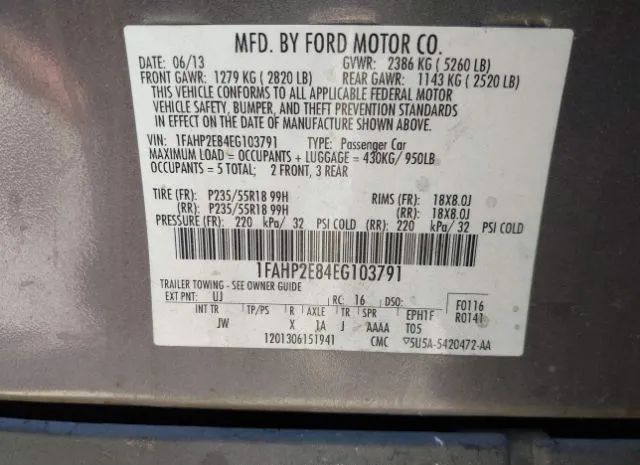 MFD. BY FORD MOTOR CO.
DATE: 06/13 GVWR: 2386 KG ( 5260 LB)
FRONT GAWR: 1279 KG ( 2820 LB) REAR GAWR: 1143 KG ( 2520 LB)
THIS VEHICLE CONFORMS TO ALL APPLICABLE FEDERAL MOTOR
VEHICLE SAFETY, BUMPER, AND THEFT PREVENTION STANDARDS
IN EFFECT ON THE DATE OF MANUFACTURE SHOWN ABOVE.
VIN: 1FAHP2E84EG103791 TYPE: Passenger Car
MAXIMUM LOAD = OCCUPANTS + LUGGAGE = 430KG/ 950LB
OCCUPANTS = 5 TOTAL; 2 FRONT, 3 REAR
TIRE (FR): P235/55R18 99H RIMS (FR): 18X8.0J
(RR): P235/55R18 99H (RR): 18X8.0J
PRESSURE (FR): 220 kPa/ 32 PSI COLD (RR): 220 kPa/ 32 PSI COLD
1FAHP2E84EG103791
TRAILER TOWING - SEE OWNER GUIDE
EXT PNT: UJ RC: 16 DSO: F0116
INT TR TP/PS R AXLE TR SPR EPH1F R0141
JW X 1A J AAAA T05
1201306151941 CMC 5U5A-5420472-AA